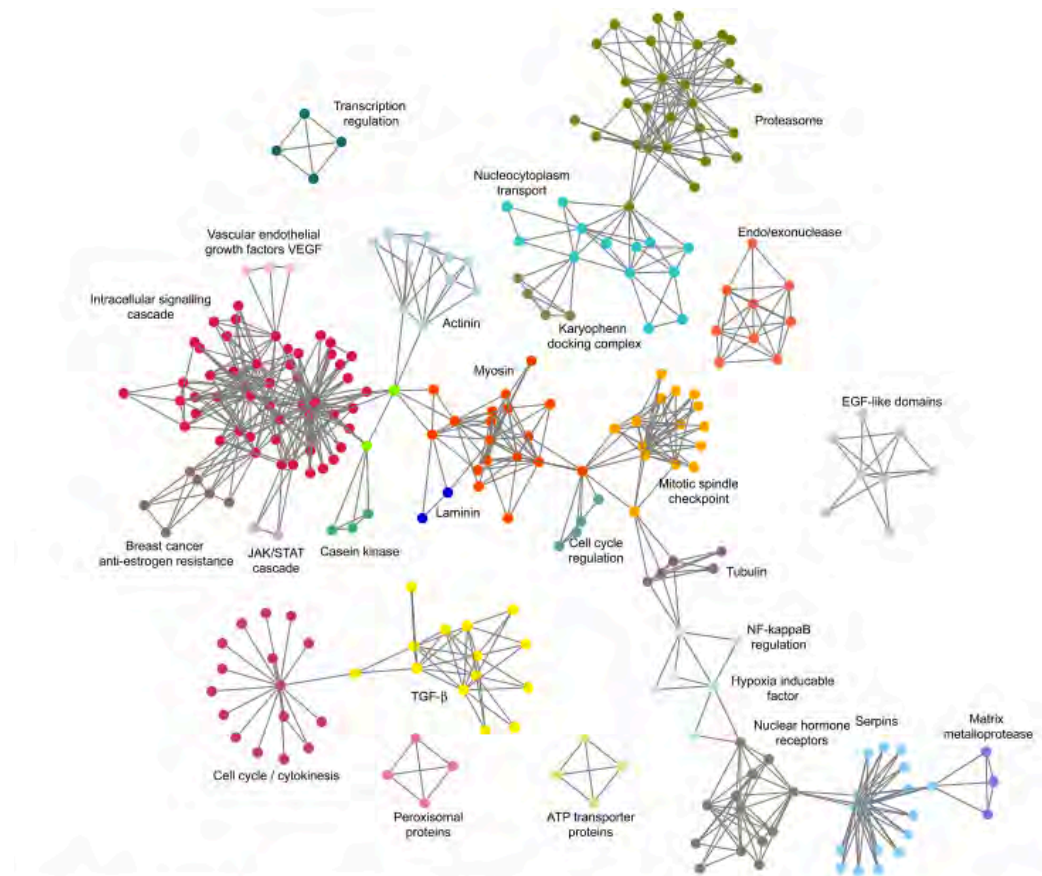 Transcription
regulation
Proteasome
Nucleocytoplasm
transport
Vascular endothelial
growth factors VEGF
Endo/exonuclease
Intracellular signalling
cascade
Actinin
Karyophenn
docking complex
Myosin
EGF-like domains
Mitotic spindle
checkpoint
Laminin
Breast cancer
anti-estrogen resistance
JAK/STAT
cascade
Casein kinase
Cell cycle
regulation
Tubulin
NF-kappaB
regulation
TGF-β
Hypoxia inducable
factor
Nuclear hormone
receptors
Serpins
Matrix
metalloprotease
Cell cycle / cytokinesis
Peroxisomal
proteins
ATP transporter
proteins